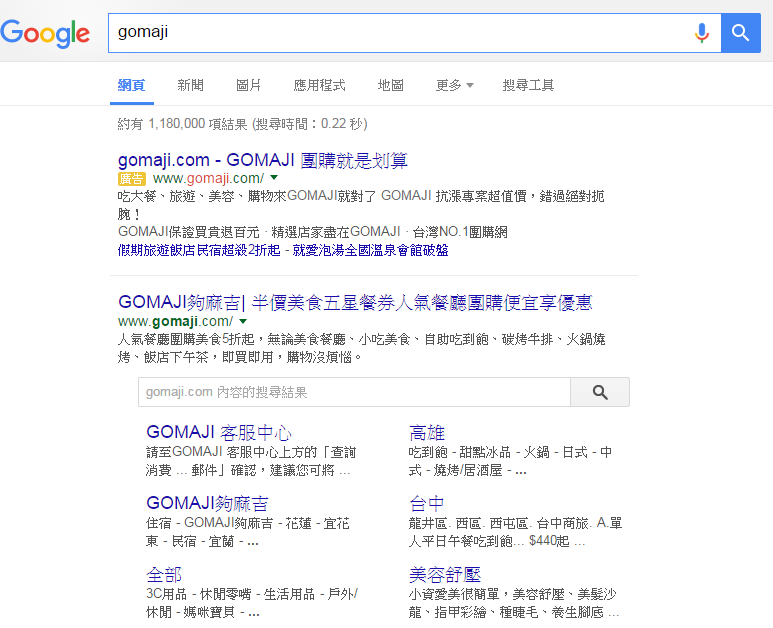 Google
gomaji
網頁 新聞 圖片 應用程式 地圖 更多 搜尋工具
約有 1,180,000 項結果 (搜尋時間：0.22 秒)
gomaji.com - GOMAJI 團購就是划算
廣告 www.gomaji.com/
吃大餐、旅遊、美容、購物來GOMAJI就對了 GOMAJI 抗漲專案超值價，錯過絕對扼
腕！
GOMAJI保證買貴退百元 · 精選店家盡在GOMAJI · 台灣NO.1團購網
假期旅遊飯店民宿超殺2折起 - 就愛泡湯全國溫泉會館破盤
GOMAJI夠麻吉| 半價美食五星餐券人氣餐廳團購便宜享優惠
www.gomaji.com/
人氣餐廳團購美食5折起，無論美食餐廳、小吃美食、自助吃到飽、碳烤牛排、火鍋燒
烤、飯店下午茶，即買即用，購物沒煩惱。
gomaji.com 內容的搜尋結果
GOMAJI 客服中心
請至GOMAJI 客服中心上方的「查詢
消費 ... 郵件」確認，建議您可將 ...
高雄
吃到飽 - 甜點冰品 - 火鍋 - 日式 - 中
式 - 燒烤/居酒屋 - ...
GOMAJI夠麻吉
住宿 - GOMAJI夠麻吉 - 花蓮 - 宜花
東 - 民宿 - 宜蘭 - ...
台中
龍井區. 西區. 西屯區. 台中商旅. A.單
人平日午餐吃到飽... $440起 ...
全部
3C用品 - 休閒零嘴 - 生活用品 - 戶外/
休閒 - 媽咪寶貝 - ...
美容舒壓
小資愛美很簡單，美容舒壓、美髮沙
龍、指甲彩繪、種睫毛、養生腳底 ...